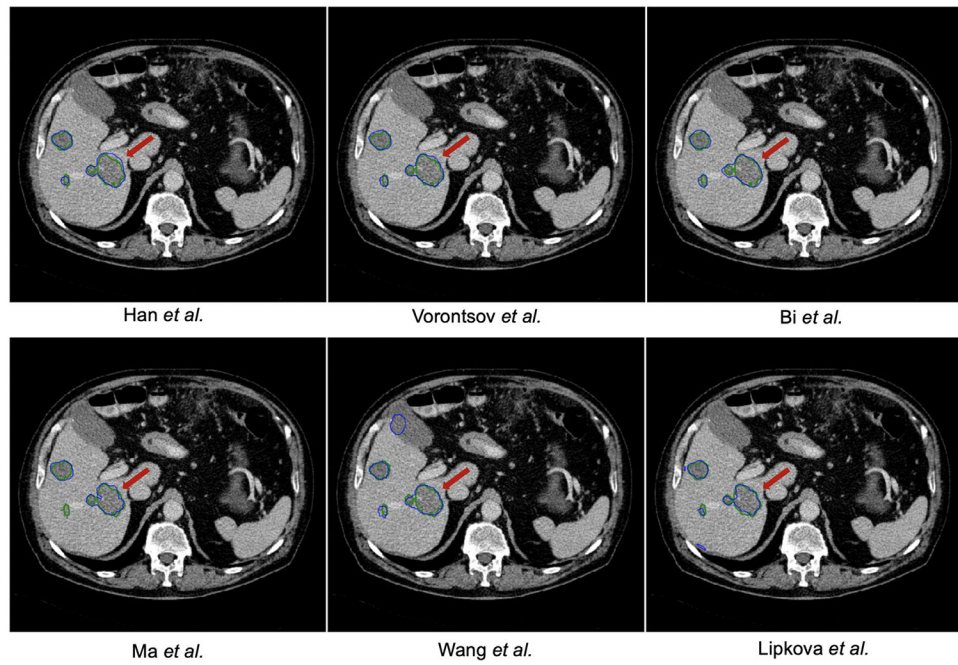 Han et al.
Vorontsov et al.
Bi et al.
Ma et al.
Wang et al.
Lipkova et al.